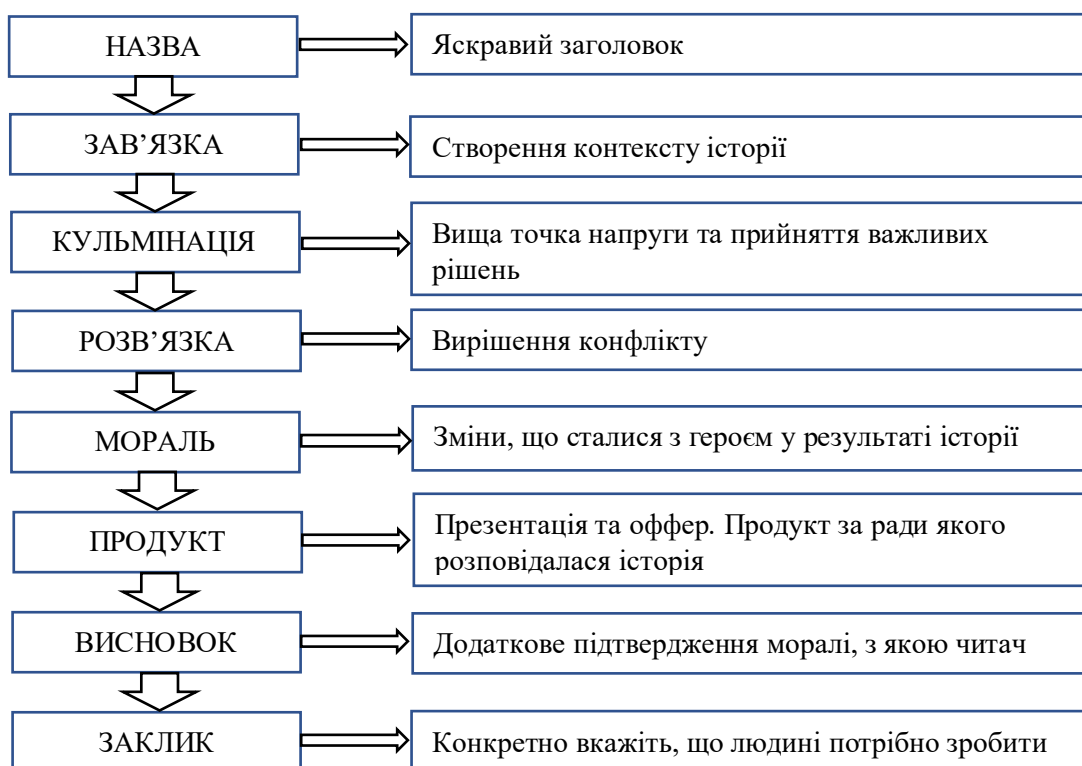 НАЗВА
Яскравий заголовок
ЗАВ’ЯЗКА
Створення контексту історії
КУЛЬМІНАЦІЯ
Вища точка напруги та прийняття важливих
рішень
РОЗВ’ЯЗКА
Вирішення конфлікту
МОРАЛЬ
Зміни, що сталися з героєм у результаті історії
ПРОДУКТ
Презентація та оффер. Продукт за ради якого
розповідалася історія
ВИСНОВОК
Додаткове підтвердження моралі, з якою читач
ЗАКЛИК
Конкретно вкажіть, що людині потрібно зробити